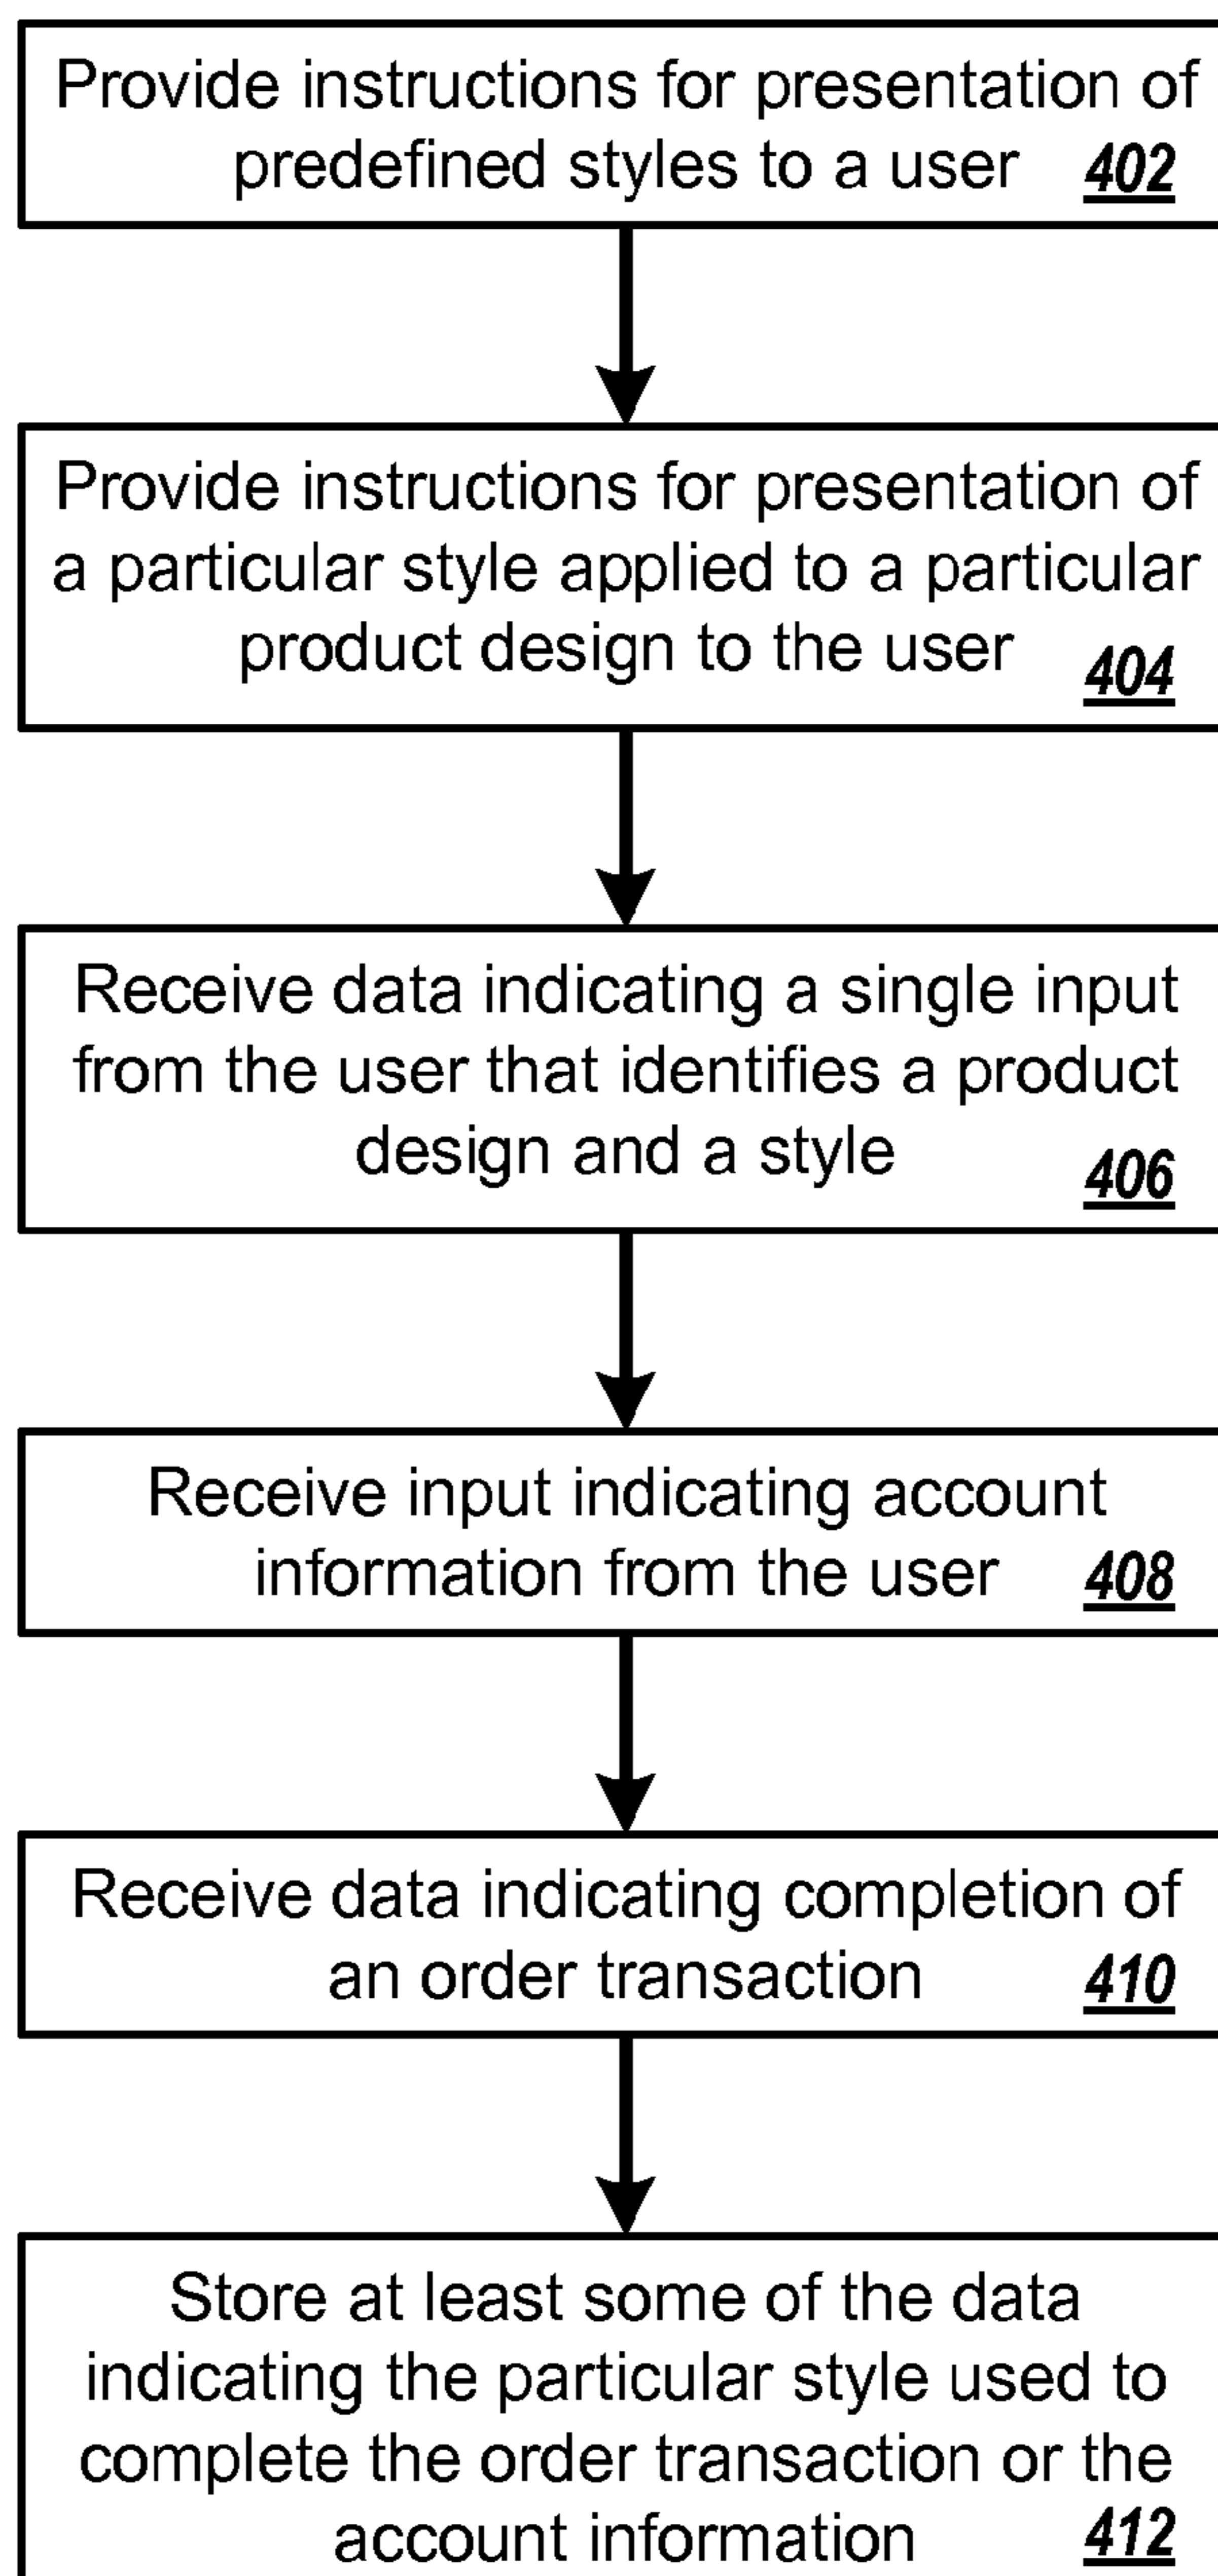 Provide instructions for presentation of
predefined styles to a user 402
Provide instructions for presentation of
a particular style applied to a particular
product design to the user 404
Receive data indicating a single input
from the user that identifies a product
design and a style 406
Receive input indicating account
information from the user 408
Receive data indicating completion of
an order transaction 410
Store at least some of the data
indicating the particular style used to
complete the order transaction or the
account information 412